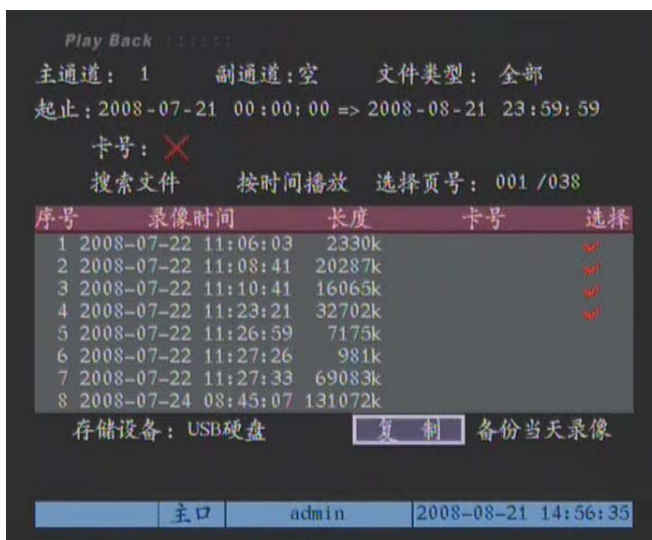 Play Back ::::::
主通道： 1 副通道:空 文件类型： 全部
起止:2008-07-21 00:00:00 => 2008-08-21 23:59:59
卡号：
搜索文件 按时间播放 选择页号: 001 /038
序号 录像时间 长度 卡号 选择
1 2008-07-22 11:06:03 2330k
2 2008-07-22 11:08:41 20287k
3 2008-07-22 11:10:41 16065k
4 2008-07-22 11:23:21 32702k
5 2008-07-22 11:26:59 7175k
6 2008-07-22 11:27:26 981k
7 2008-07-22 11:27:33 69083k
8 2008-07-24 08:45:07 131072k
存储设备：USB硬盘 复 制 备份当天录像
主口 admin 2008-08-21 14:56:35